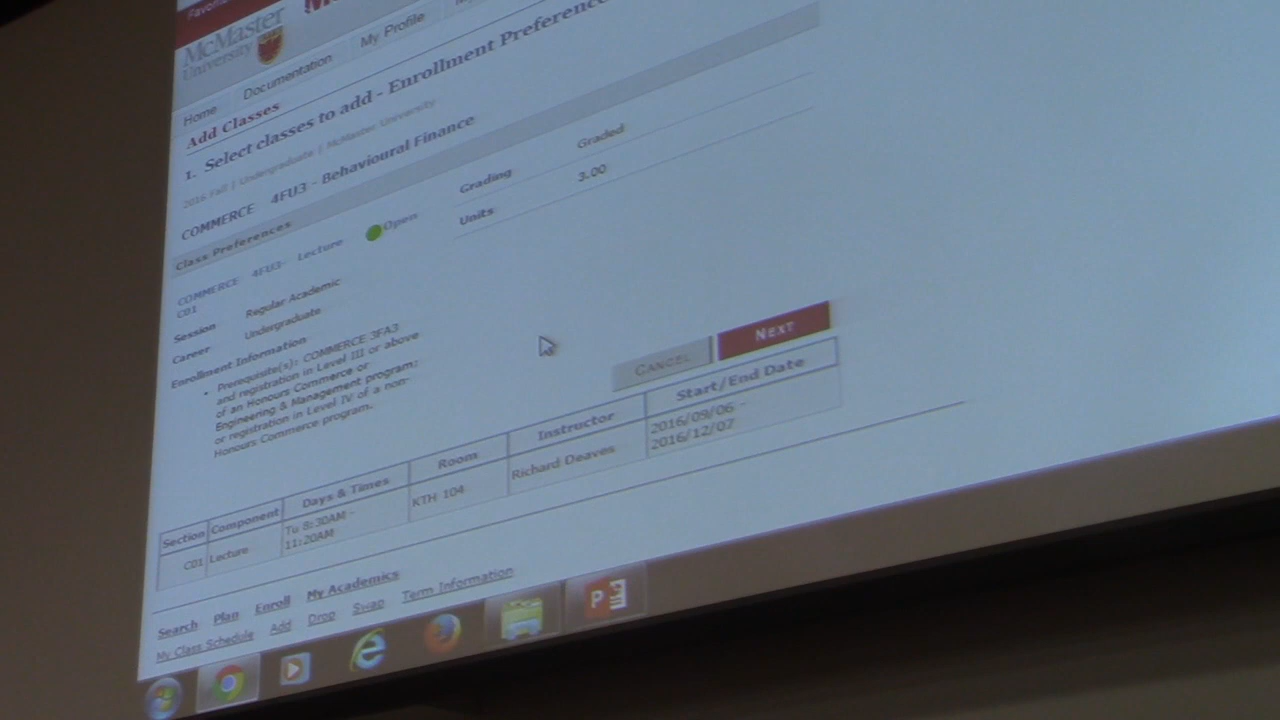 McMaster
University
Home Documentation My Profile
Add Classes
1. Select classes to add - Enrollment Preferenc
2016 Fall | Undergraduate | McMaster University
COMMERCE 4FU3 - Behavioural Finance
Class Preferences
COMMERCE 4FU3- Lecture Open
C01
Session Regular Academic
Career Undergraduate
Enrollment Information
Prerequisite(s): COMMERCE 3FA3
and registration in Level III or above
of an Honours Commerce or
Engineering & Management program;
or registration in Level IV of a non-
Honours Commerce program.
Grading Graded
Units 3.00
CANCEL NEXT
Section Component Days & Times Room Instructor Start/End Date
C01 Lecture Tu 8:30AM - KTH 104 Richard Deaves 2016/09/06 -
11:20AM 2016/12/07
Search Plan Enroll My Academics
My Class Schedule Add Drop Swap Term Information